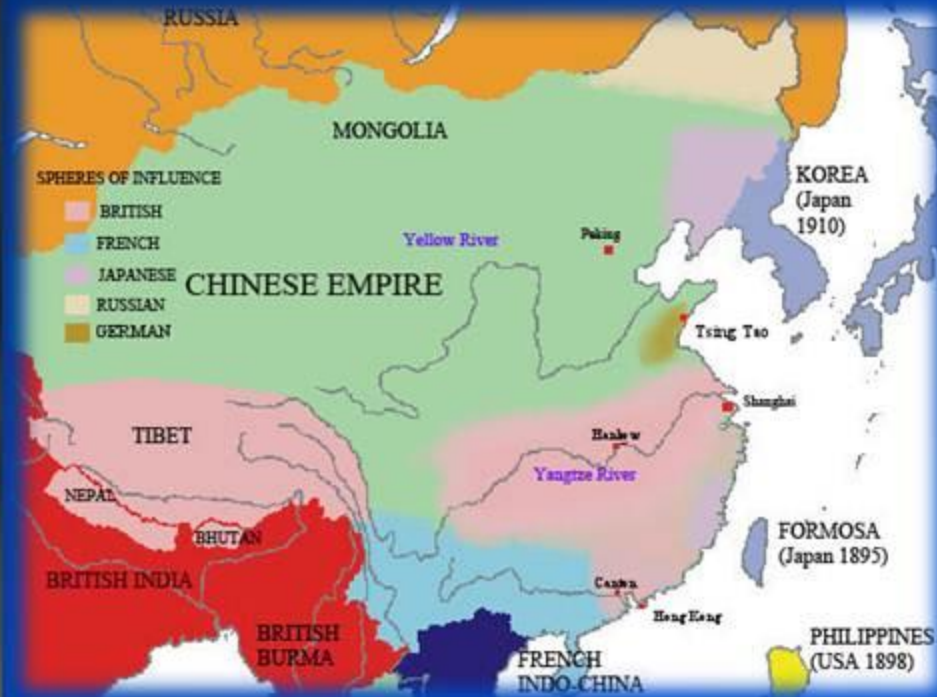 RUSSIA
MONGOLIA
SPHERES OF INFLUENCE
BRITISH
FRENCH
JAPANESE
RUSSIAN
GERMAN
KOREA
(Japan
1910)
Peking
Yellow River
CHINESE EMPIRE
Tsing Tao
Shanghai
TIBET
Hankow
Yangtze River
NEPAL
BHUTAN
FORMOSA
(Japan 1895)
BRITISH INDIA
Canton
Hong Kong
BRITISH
BURMA
FRENCH
INDO-CHINA
PHILIPPINES
(USA 1898)